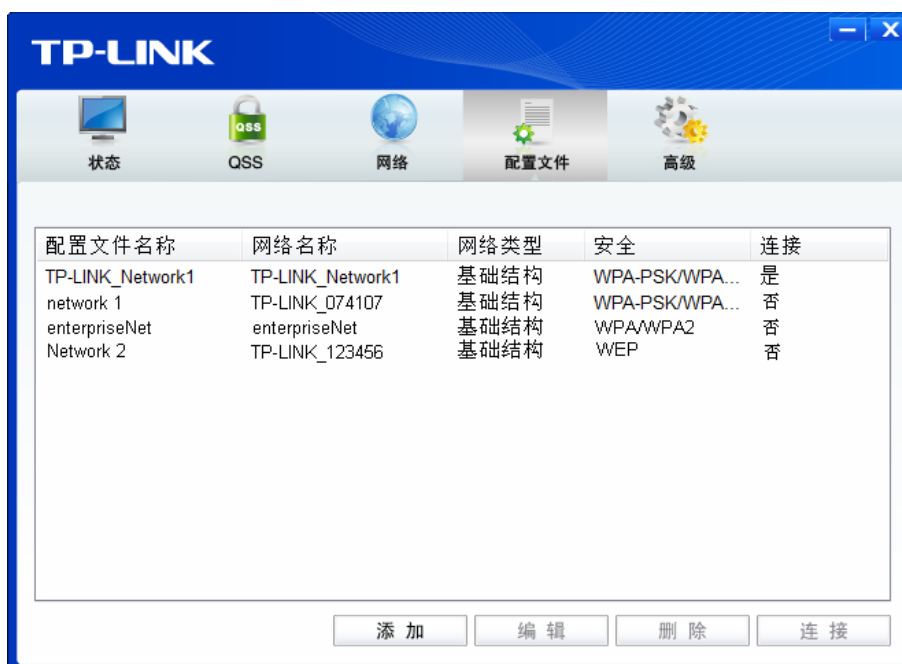 TP-LINK
QSS
状态 QSS 网络 配置文件 高级
配置文件名称 网络名称 网络类型 安全 连接
TP-LINK_Network1 TP-LINK_Network1 基础结构 WPA-PSK/WPA... 是
network 1 TP-LINK_074107 基础结构 WPA-PSK/WPA... 否
enterpriseNet enterpriseNet 基础结构 WPA/WPA2 否
Network 2 TP-LINK_123456 基础结构 WEP 否
添加 编辑 删除 连接